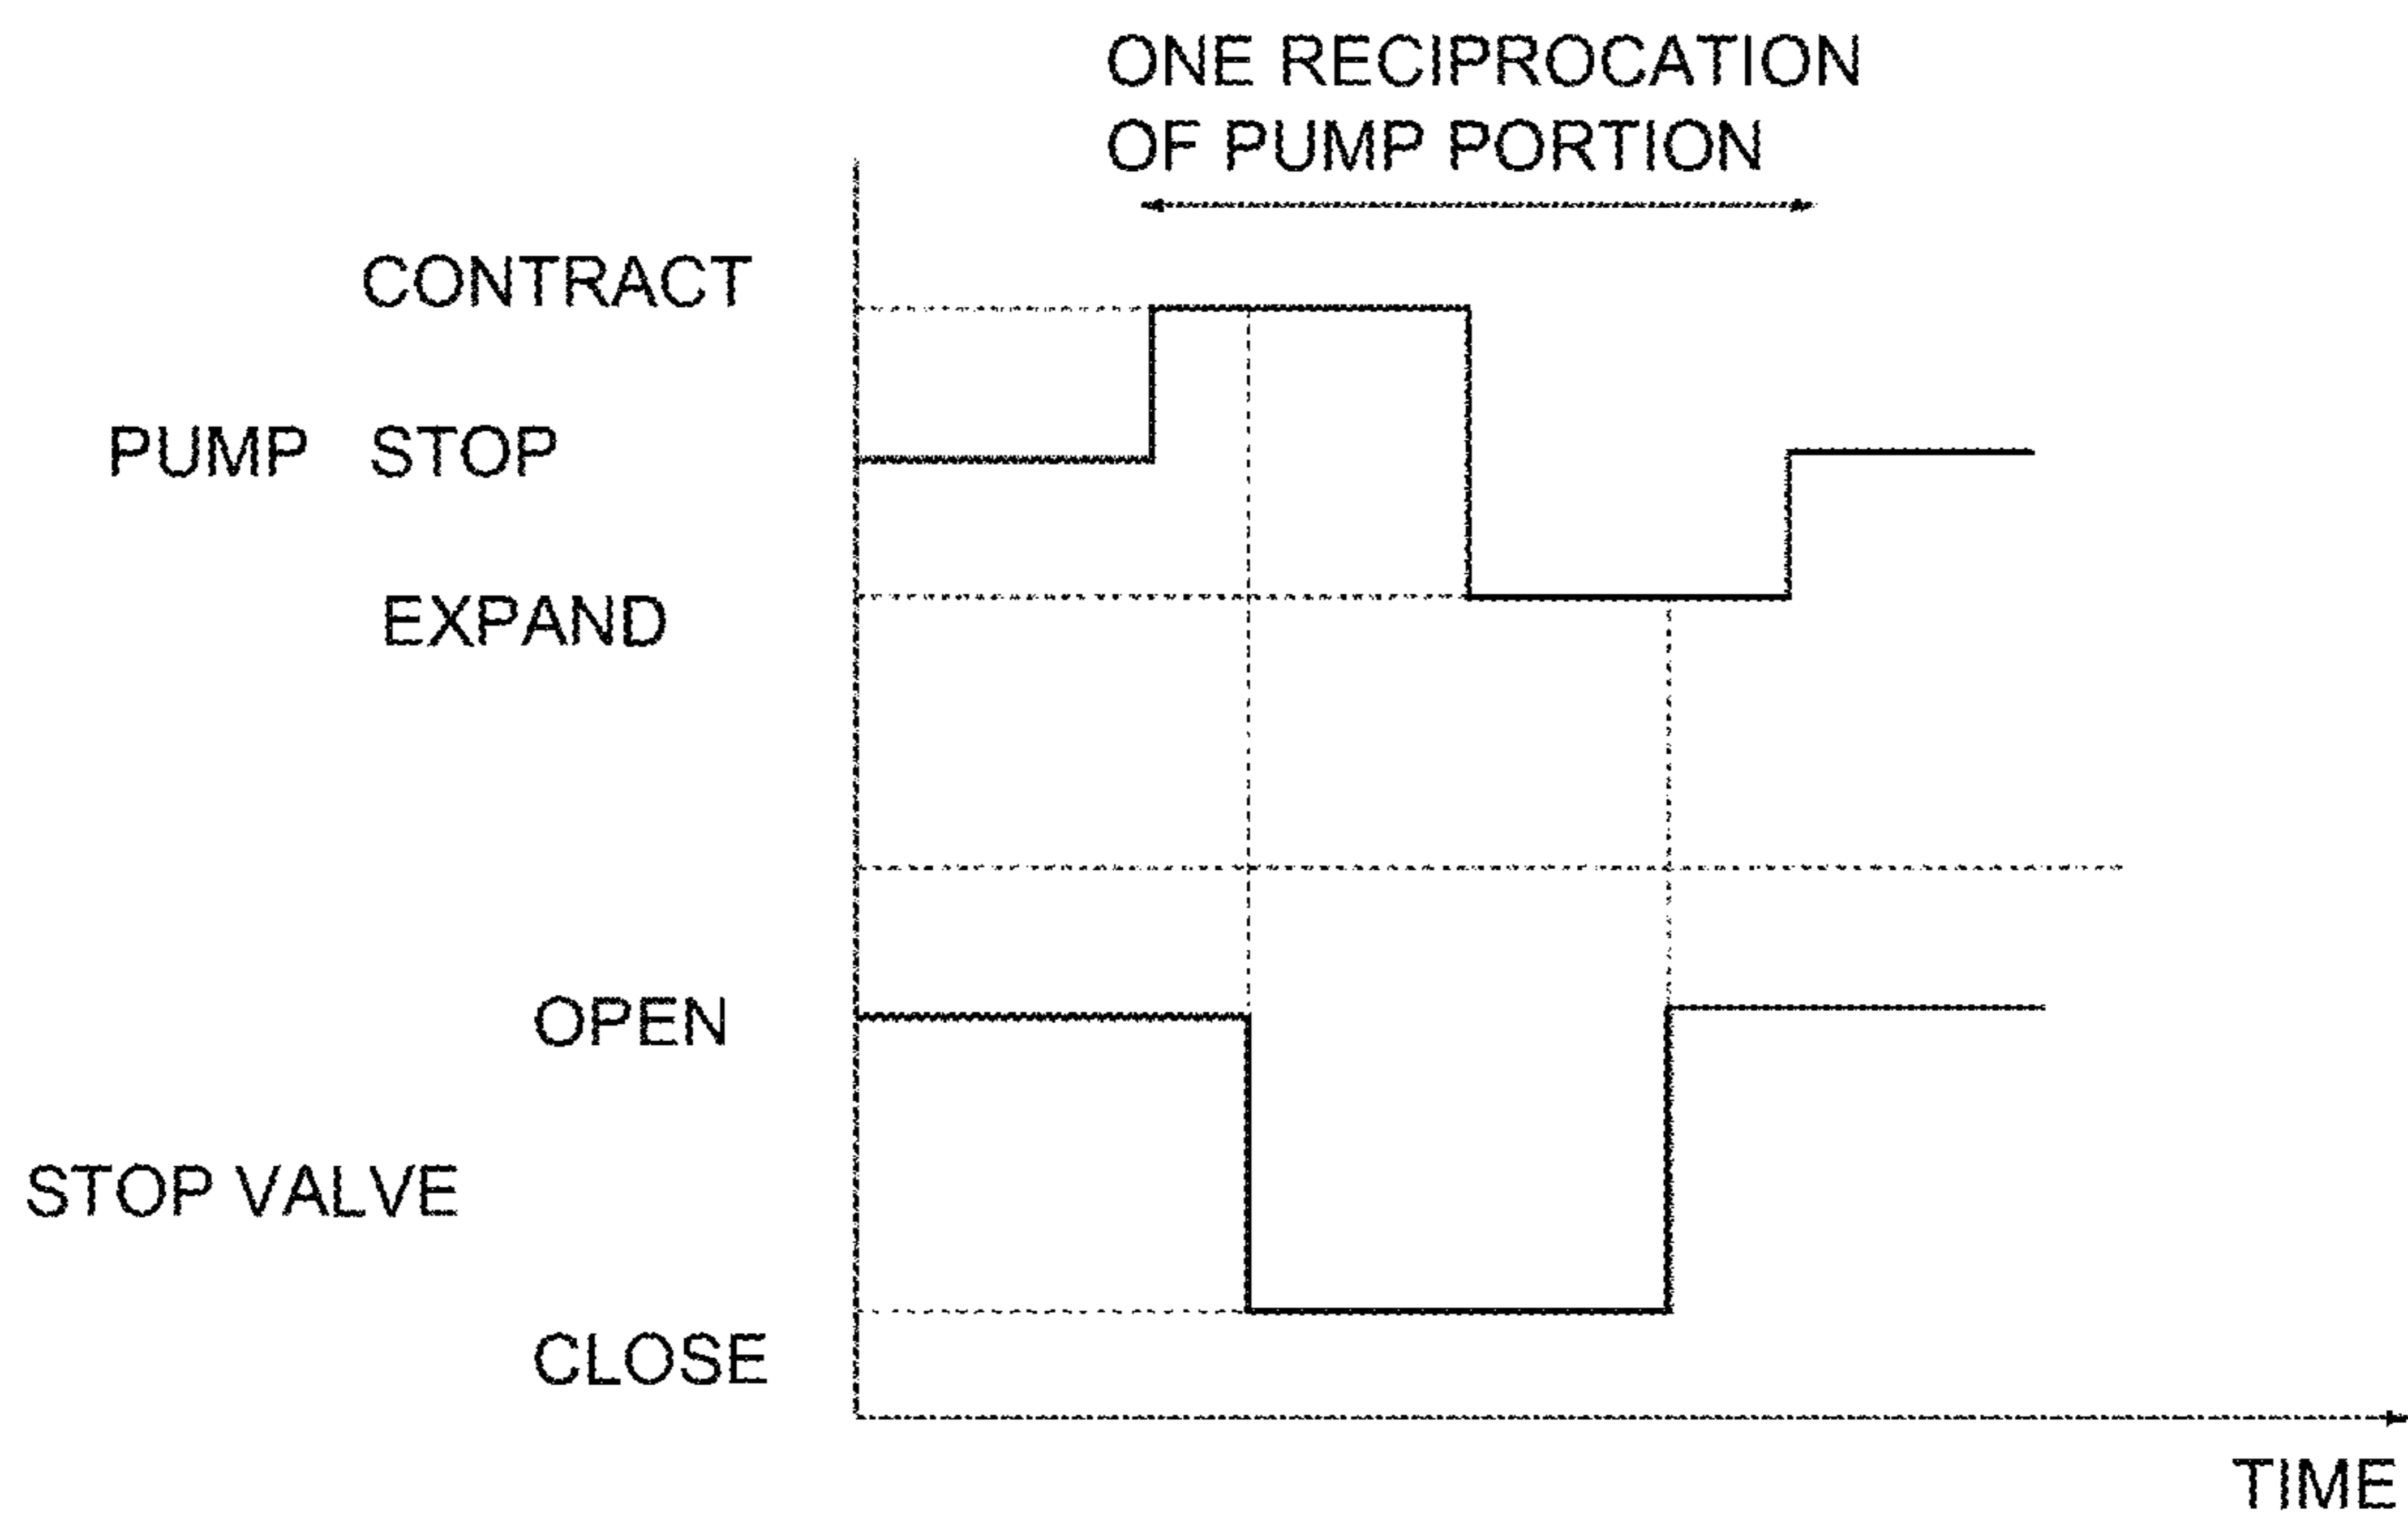 ONE RECIPROCATION
OF PUMP PORTION
CONTRACT
PUMP STOP
EXPAND
OPEN
STOP VALVE
CLOSE
TIME